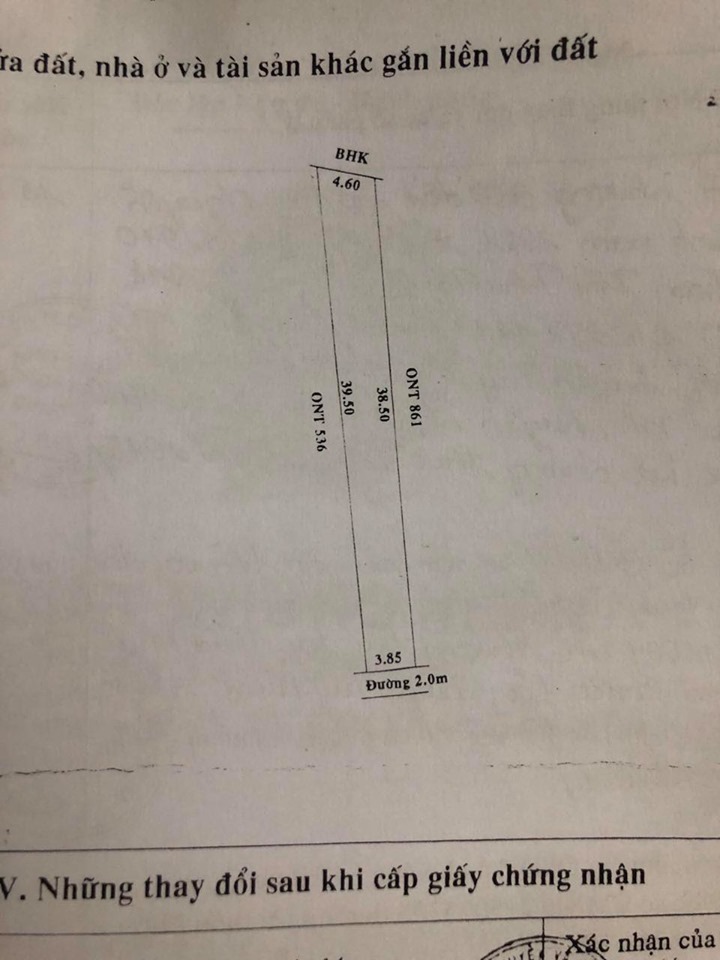 ửa đất, nhà ở và tài sản khác gắn liền với đất
2
BHK
4.60
ONT 536
39.50
38.50
ONT 861
3.85
Đường 2.0m
V. Những thay đổi sau khi cấp giấy chứng nhận
Xác nhận của